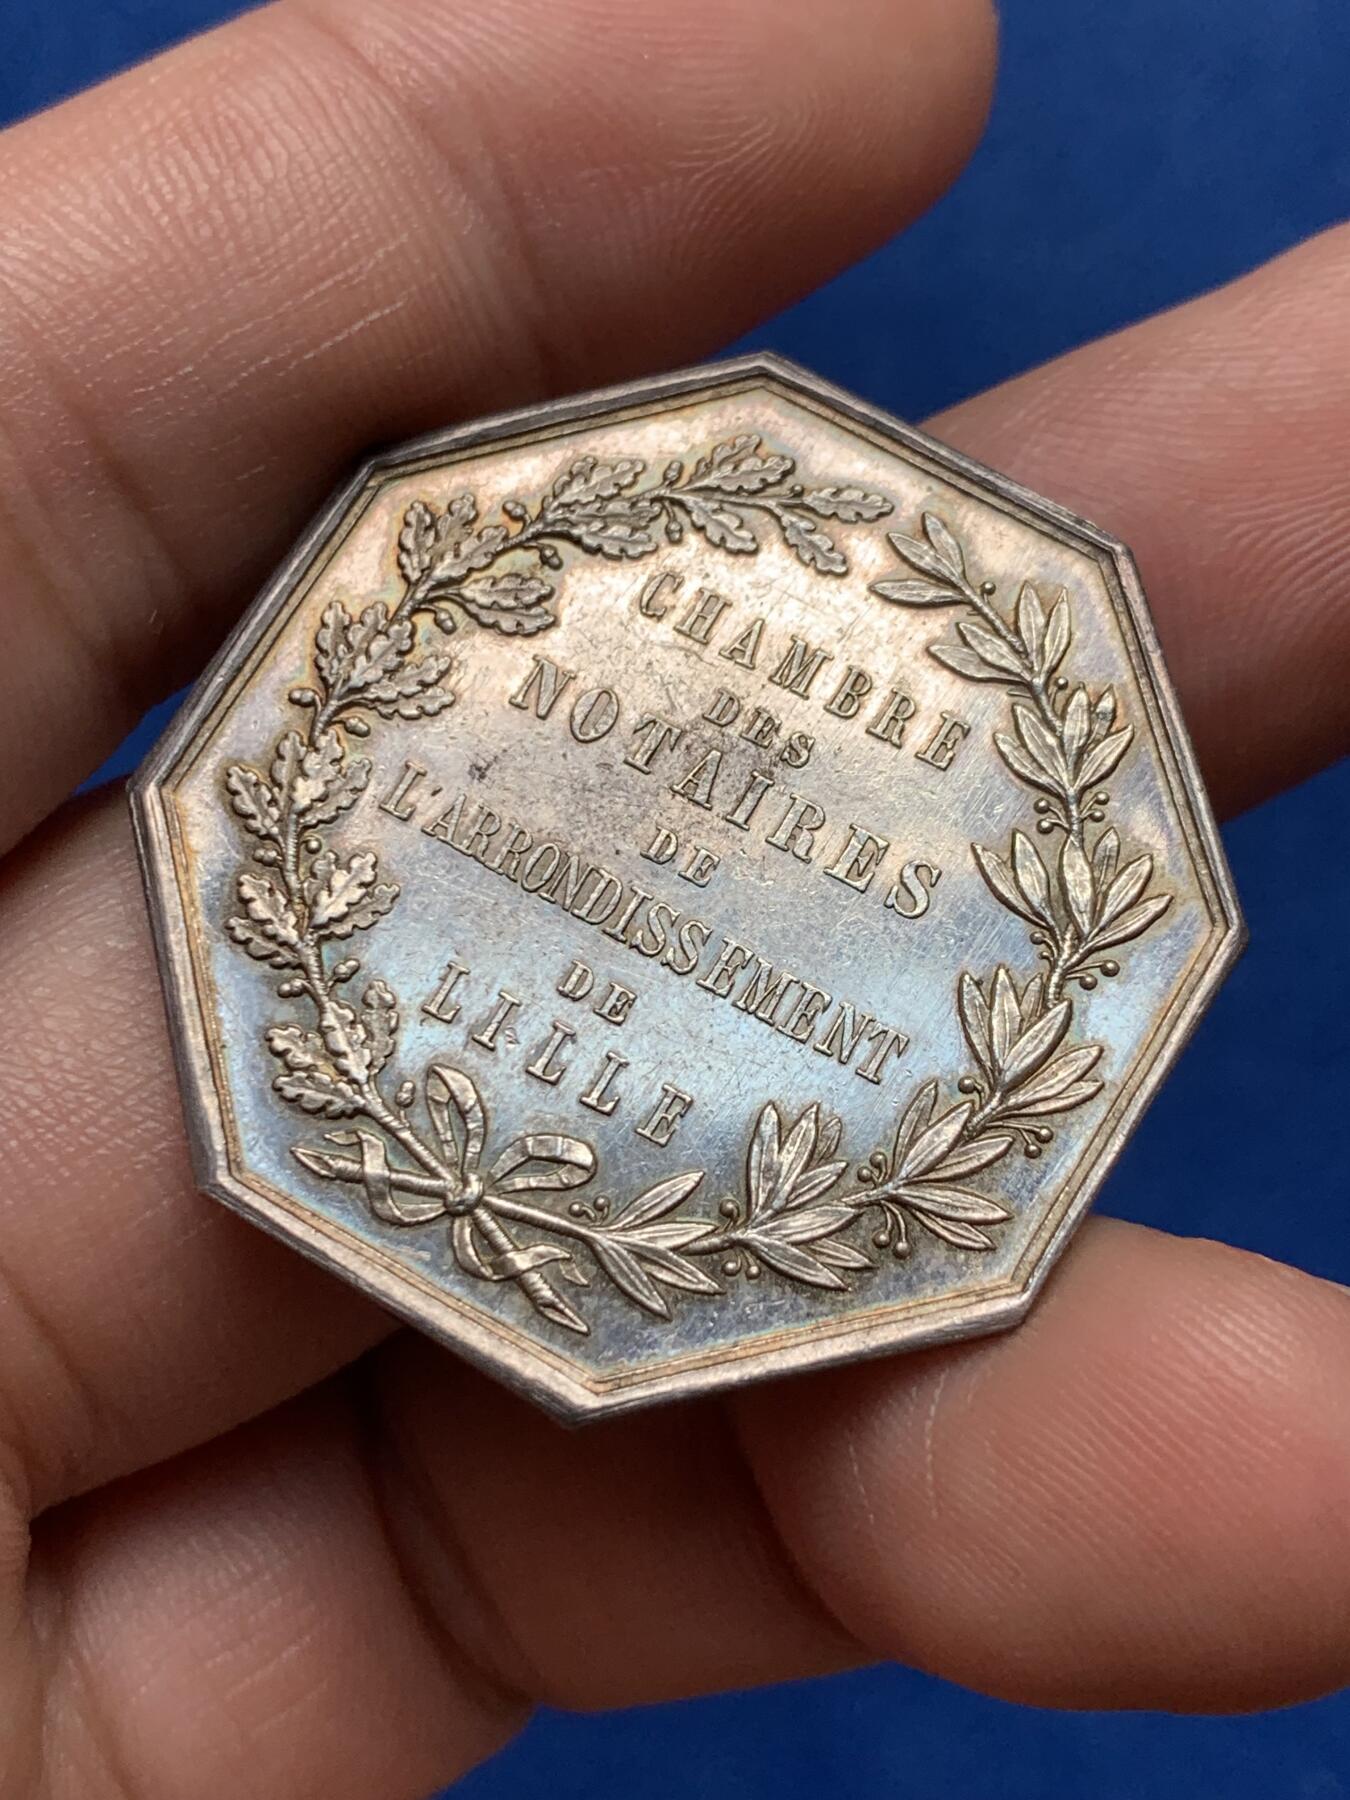 CHAMBRE
DES
NOTAIRES
DE
L'ARRONDISSEMENT
DE
LILLE